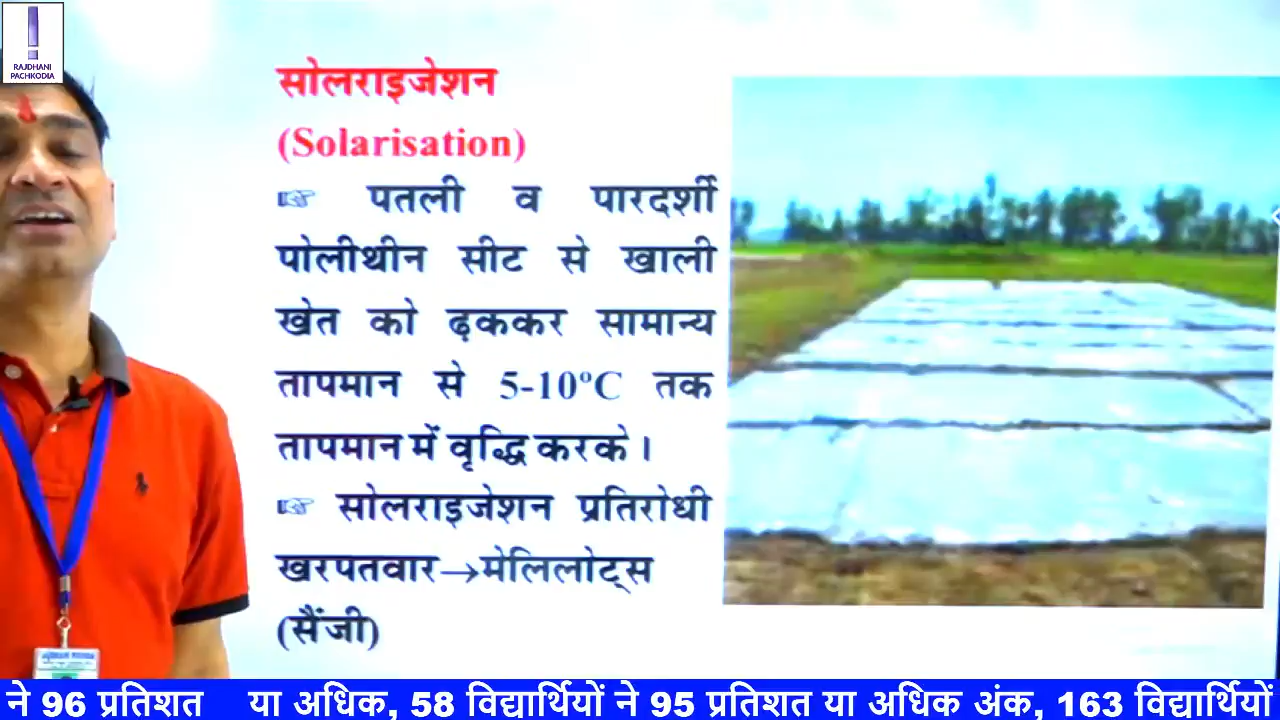 RAJDHANI
PACHKODIA
सोलराइजेशन
(Solarisation)
☞ पतली व पारदर्शी
पोलीथीन सीट से खाली
खेत को ढ़ककर सामान्य
तापमान से 5-10°C तक
तापमान में वृद्धि करके ।
☞ सोलराइजेशन प्रतिरोधी
खरपतवार→मेलिलोट्स
(सैंजी)
ने 96 प्रतिशत या अधिक, 58 विद्यार्थियों ने 95 प्रतिशत या अधिक अंक, 163 विद्यार्थियों